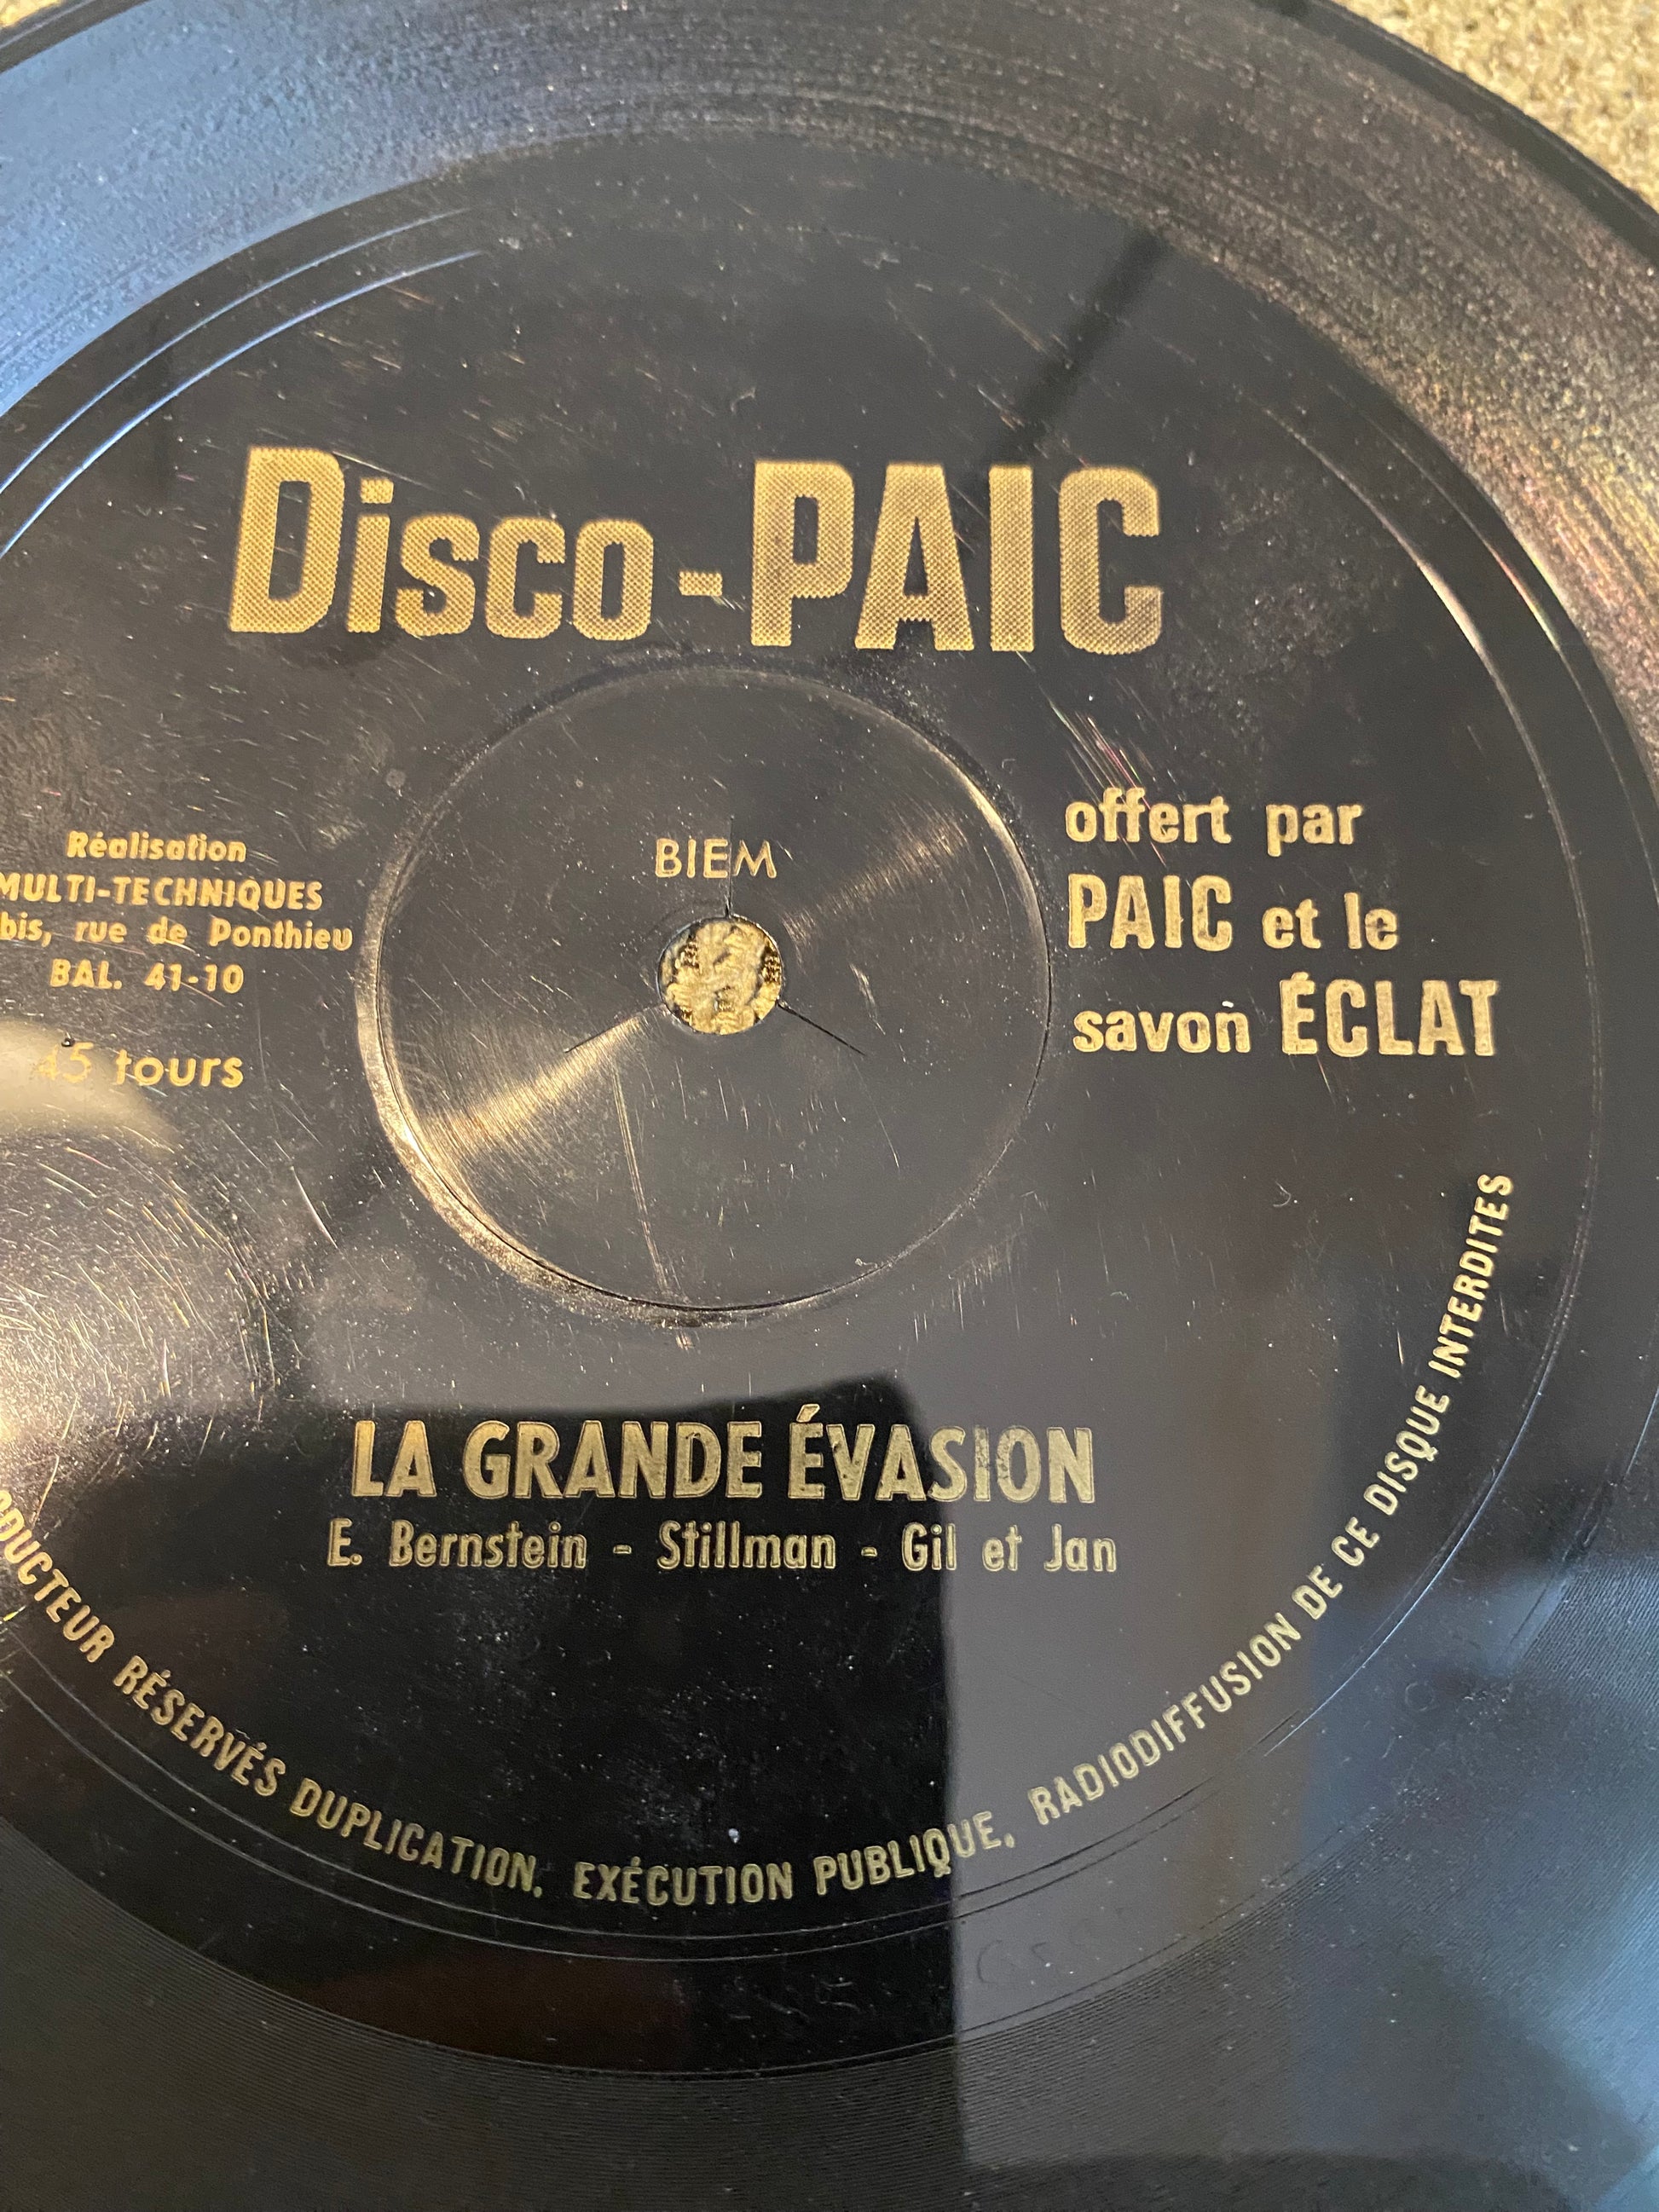 Disco-PAIC
Réalisation
MULTI-TECHNIQUES
bis, rue de Ponthieu
BAL. 41-10
45 tours
BIEM
offert par
PAIC et le
savon ÉCLAT
LA GRANDE ÉVASION
E. Bernstein - Stillman - Gil et Jan
RÉSERVÉS DUPLICATION. EXÉCUTION PUBLIQUE, RADIODIFFUSION DE CE DISQUE INTERDITES